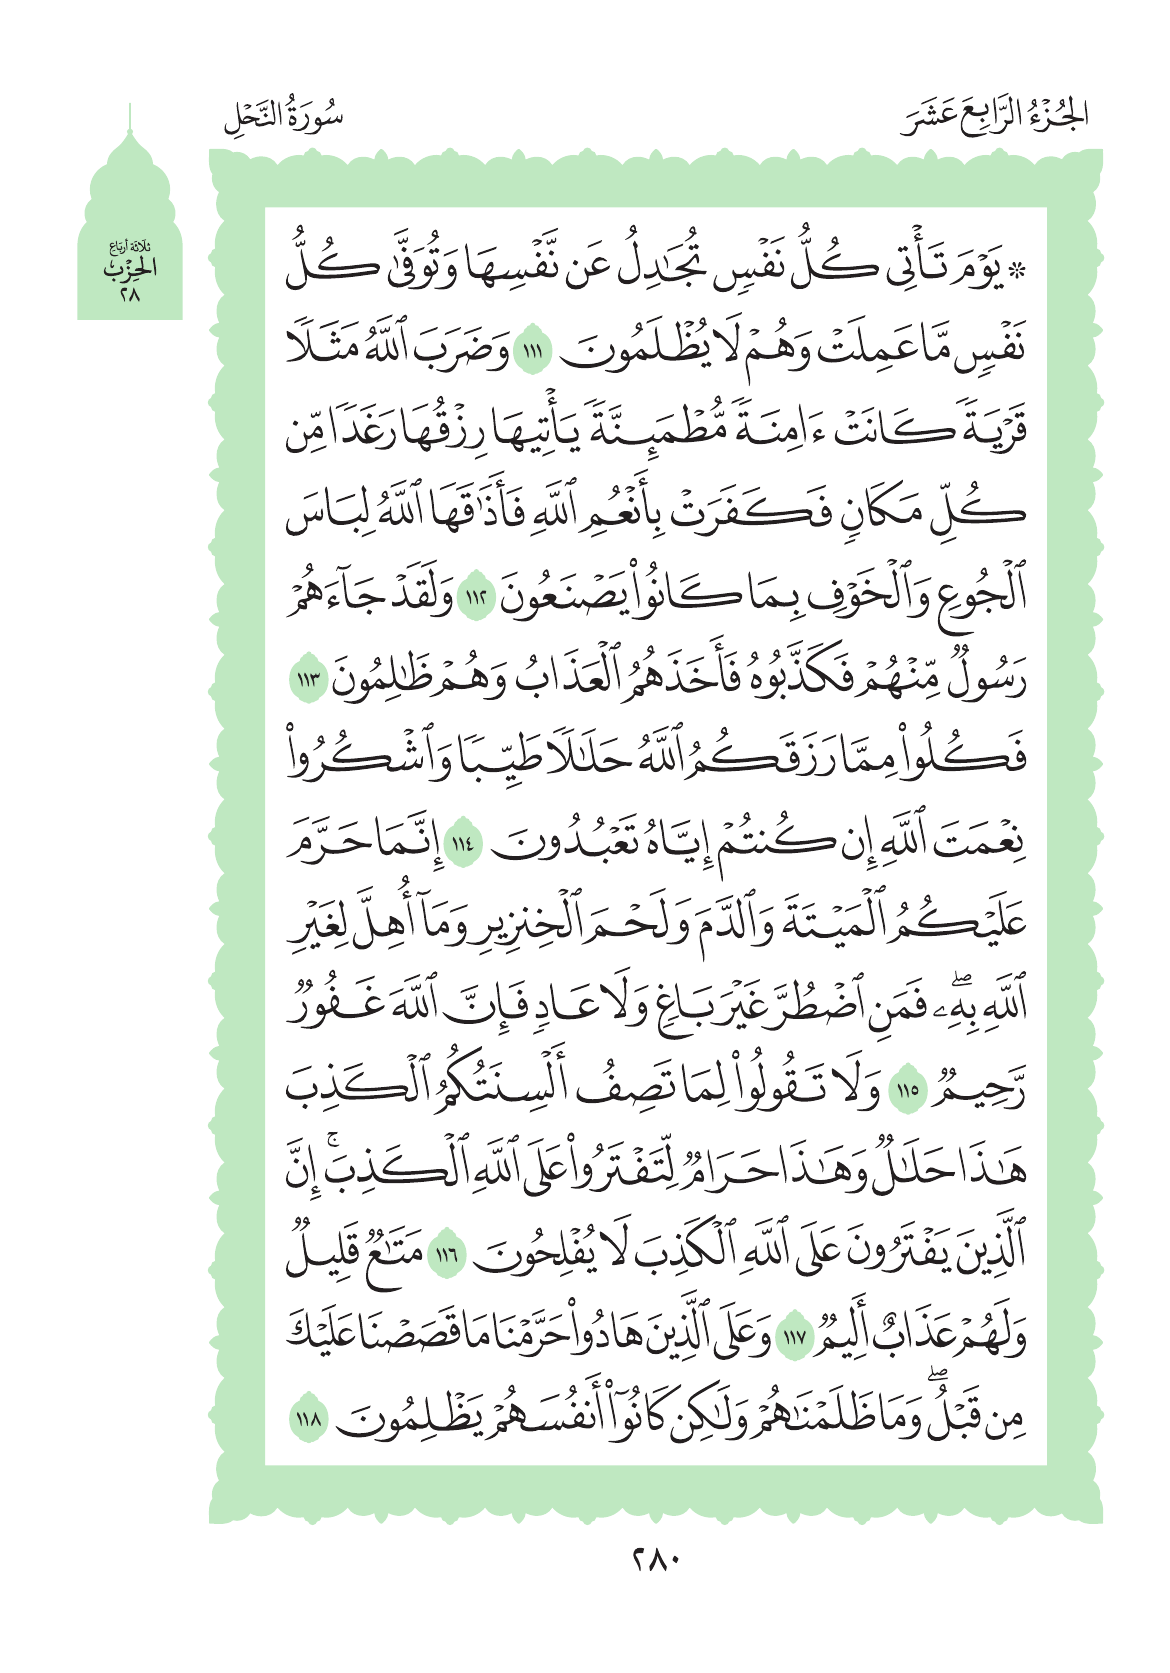 الجُزْءُ الرَّابِعَ عَشَرَ
سُورَةُ النَّحْلِ
ثلاثة أرباع
الحِزْب
٢٨
۞ يَوۡمَ تَأۡتِي كُلُّ نَفۡسٖ تُجَٰدِلُ عَن نَّفۡسِهَا وَتُوَفَّىٰ كُلُّ
نَفۡسٖ مَّا عَمِلَتۡ وَهُمۡ لَا يُظۡلَمُونَ ١١١ وَضَرَبَ ٱللَّهُ مَثَلٗا
قَرۡيَةٗ كَانَتۡ ءَامِنَةٗ مُّطۡمَئِنَّةٗ يَأۡتِيهَا رِزۡقُهَا رَغَدٗا مِّن
كُلِّ مَكَانٖ فَكَفَرَتۡ بِأَنۡعُمِ ٱللَّهِ فَأَذَٰقَهَا ٱللَّهُ لِبَاسَ
ٱلۡجُوعِ وَٱلۡخَوۡفِ بِمَا كَانُواْ يَصۡنَعُونَ ١١٢ وَلَقَدۡ جَآءَهُمۡ
رَسُولٞ مِّنۡهُمۡ فَكَذَّبُوهُ فَأَخَذَهُمُ ٱلۡعَذَابُ وَهُمۡ ظَٰلِمُونَ ١١٣
فَكُلُواْ مِمَّا رَزَقَكُمُ ٱللَّهُ حَلَٰلٗا طَيِّبٗا وَٱشۡكُرُواْ
نِعۡمَتَ ٱللَّهِ إِن كُنتُمۡ إِيَّاهُ تَعۡبُدُونَ ١١٤ إِنَّمَا حَرَّمَ
عَلَيۡكُمُ ٱلۡمَيۡتَةَ وَٱلدَّمَ وَلَحۡمَ ٱلۡخِنزِيرِ وَمَآ أُهِلَّ لِغَيۡرِ
ٱللَّهِ بِهِۦۖ فَمَنِ ٱضۡطُرَّ غَيۡرَ بَاغٖ وَلَا عَادٖ فَإِنَّ ٱللَّهَ غَفُورٞ
رَّحِيمٞ ١١٥ وَلَا تَقُولُواْ لِمَا تَصِفُ أَلۡسِنَتُكُمُ ٱلۡكَذِبَ
هَٰذَا حَلَٰلٞ وَهَٰذَا حَرَامٞ لِّتَفۡتَرُواْ عَلَى ٱللَّهِ ٱلۡكَذِبَۚ إِنَّ
ٱلَّذِينَ يَفۡتَرُونَ عَلَى ٱللَّهِ ٱلۡكَذِبَ لَا يُفۡلِحُونَ ١١٦ مَتَٰعٞ قَلِيلٞ
وَلَهُمۡ عَذَابٌ أَلِيمٞ ١١٧ وَعَلَى ٱلَّذِينَ هَادُواْ حَرَّمۡنَا مَا قَصَصۡنَا عَلَيۡكَ
مِن قَبۡلُۖ وَمَا ظَلَمۡنَٰهُمۡ وَلَٰكِن كَانُوٓاْ أَنفُسَهُمۡ يَظۡلِمُونَ ١١٨
٢٨٠